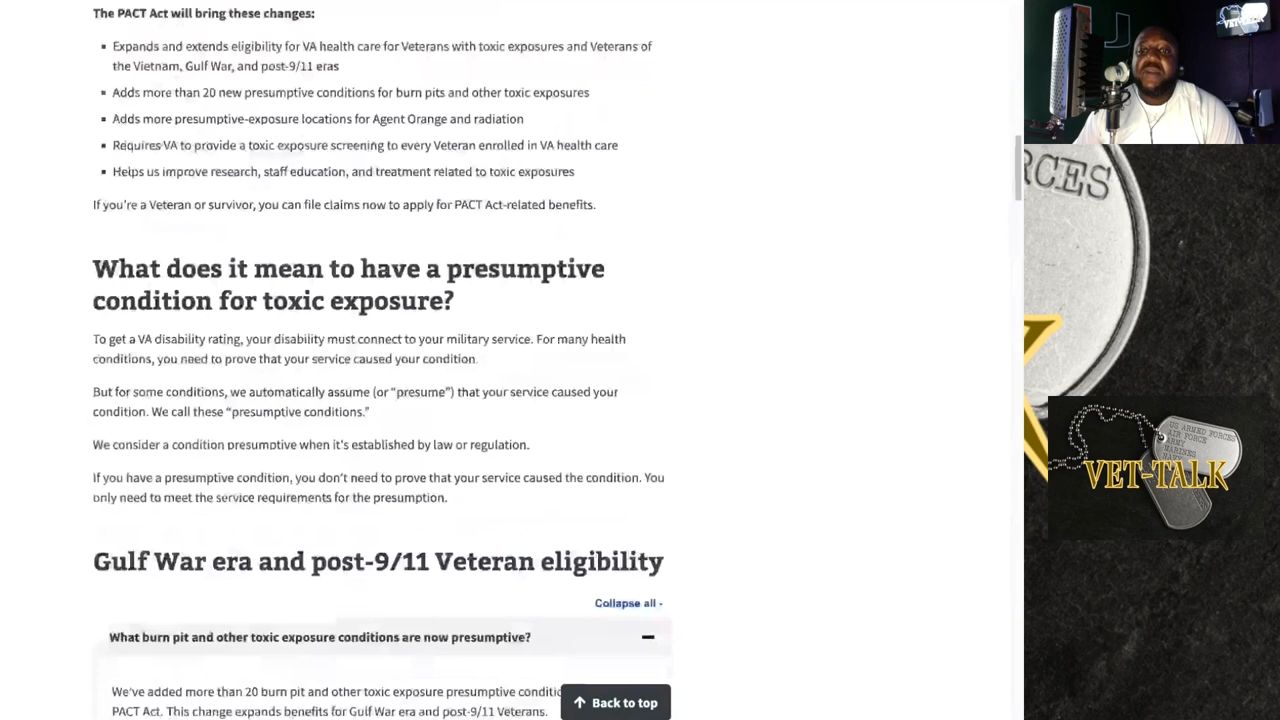 The PACT Act will bring these changes:
▪ Expands and extends eligibility for VA health care for Veterans with toxic exposures and Veterans of
the Vietnam, Gulf War, and post-9/11 eras
▪ Adds more than 20 new presumptive conditions for burn pits and other toxic exposures
▪ Adds more presumptive-exposure locations for Agent Orange and radiation
▪ Requires VA to provide a toxic exposure screening to every Veteran enrolled in VA health care
▪ Helps us improve research, staff education, and treatment related to toxic exposures
If you're a Veteran or survivor, you can file claims now to apply for PACT Act-related benefits.
What does it mean to have a presumptive
condition for toxic exposure?
To get a VA disability rating, your disability must connect to your military service. For many health
conditions, you need to prove that your service caused your condition.
But for some conditions, we automatically assume (or “presume”) that your service caused your
condition. We call these “presumptive conditions.”
We consider a condition presumptive when it's established by law or regulation.
If you have a presumptive condition, you don't need to prove that your service caused the condition. You
only need to meet the service requirements for the presumption.
Gulf War era and post-9/11 Veteran eligibility
Collapse all -
What burn pit and other toxic exposure conditions are now presumptive?
We've added more than 20 burn pit and other toxic exposure presumptive
PACT Act. This change expands benefits for Gulf War era and post-9/11 Veterans.
Back to top
VET-TALK
RCES
US ARMED FORCES
AIR FORCE
ARMY
MARINES
NAVY
VET-TALK